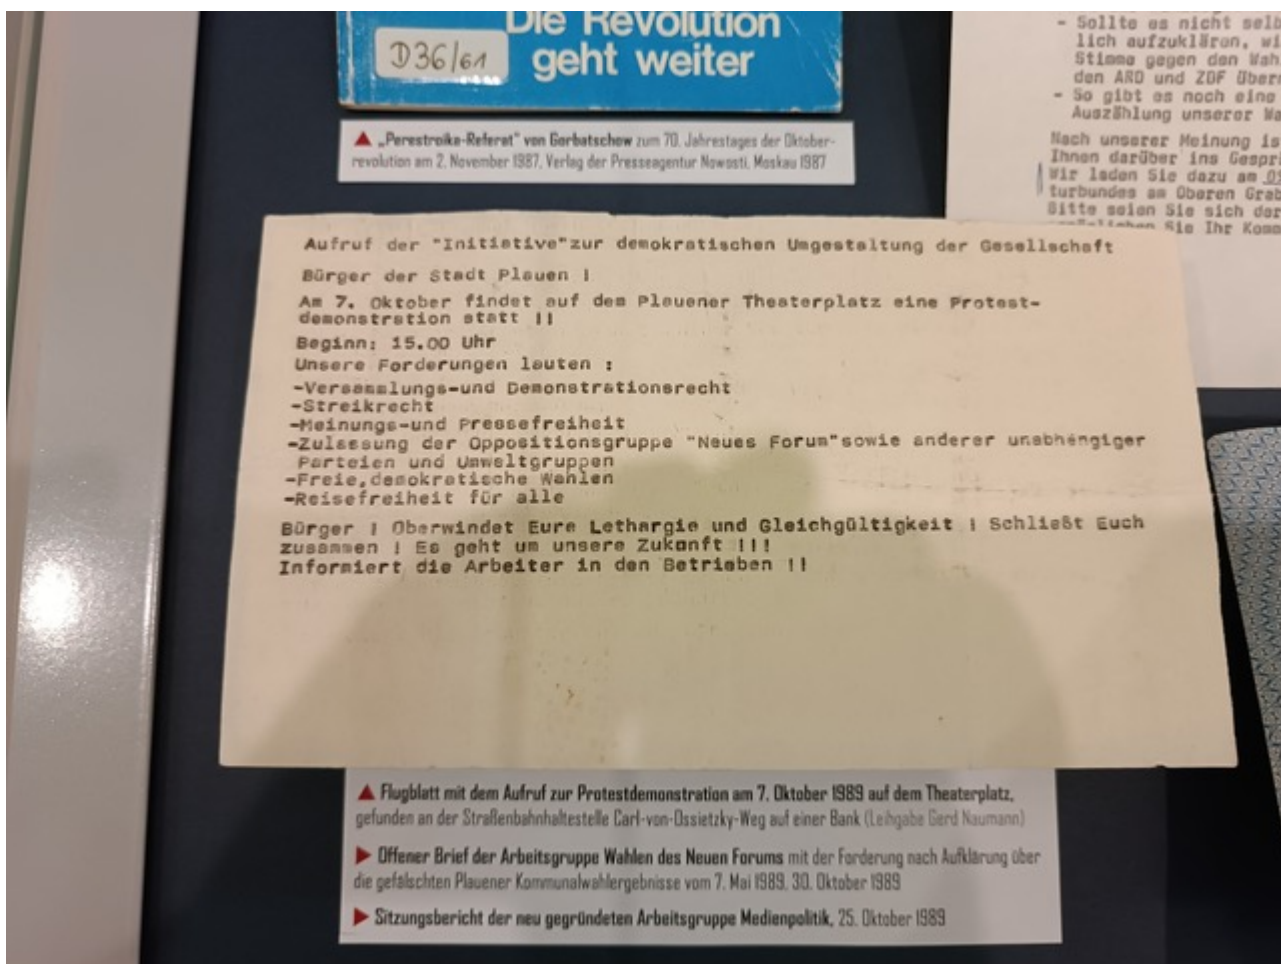 Die Revolution
geht weiter
D36/61
▲ „Perestroika-Referat" von Gorbatschow zum 70. Jahrestages der Oktober-
revolution am 2. November 1987, Verlag der Presseagentur Nowosti, Moskau 1987
- Sollte es nicht
lich aufzuklären,
Stimme gegen den
den ARD und ZDF
- So gibt es noch eine
Auszählung unserer
Nach unserer Meinung
Ihnen darüber ins
Wir laden Sie dazu am
turbundes am Oberen
Bitte seien Sie sich
Sie Ihr
Aufruf der "Initiative"zur demokratischen Umgestaltung der Gesellschaft
Bürger der Stadt Plauen !
Am 7. Oktober findet auf dem Plauener Theaterplatz eine Protest-
demonstration statt !!
Beginn: 15.00 Uhr
Unsere Forderungen lauten :
-Versammlungs-und Demonstrationsrecht
-Streikrecht
-Meinungs-und Pressefreiheit
-Zulassung der Oppositionsgruppe "Neues Forum"sowie anderer unabhängiger
Parteien und Umweltgruppen
-Freie,demokratische Wahlen
-Reisefreiheit für alle
Bürger ! Überwindet Eure Lethargie und Gleichgültigkeit ! Schließt Euch
zusammen ! Es geht um unsere Zukunft !!!
Informiert die Arbeiter in den Betrieben !!
▲ Flugblatt mit dem Aufruf zur Protestdemonstration am 7. Oktober 1989 auf dem Theaterplatz,
gefunden an der Straßenbahnhaltestelle Carl-von-Ossietzky-Weg auf einer Bank (Leihgabe Gerd Naumann)
▶ Offener Brief der Arbeitsgruppe Wahlen des Neuen Forums mit der Forderung nach Aufklärung über
die gefälschten Plauener Kommunalwahlergebnisse vom 7. Mai 1989, 30. Oktober 1989
▶ Sitzungsbericht der neu gegründeten Arbeitsgruppe Medienpolitik, 25. Oktober 1989